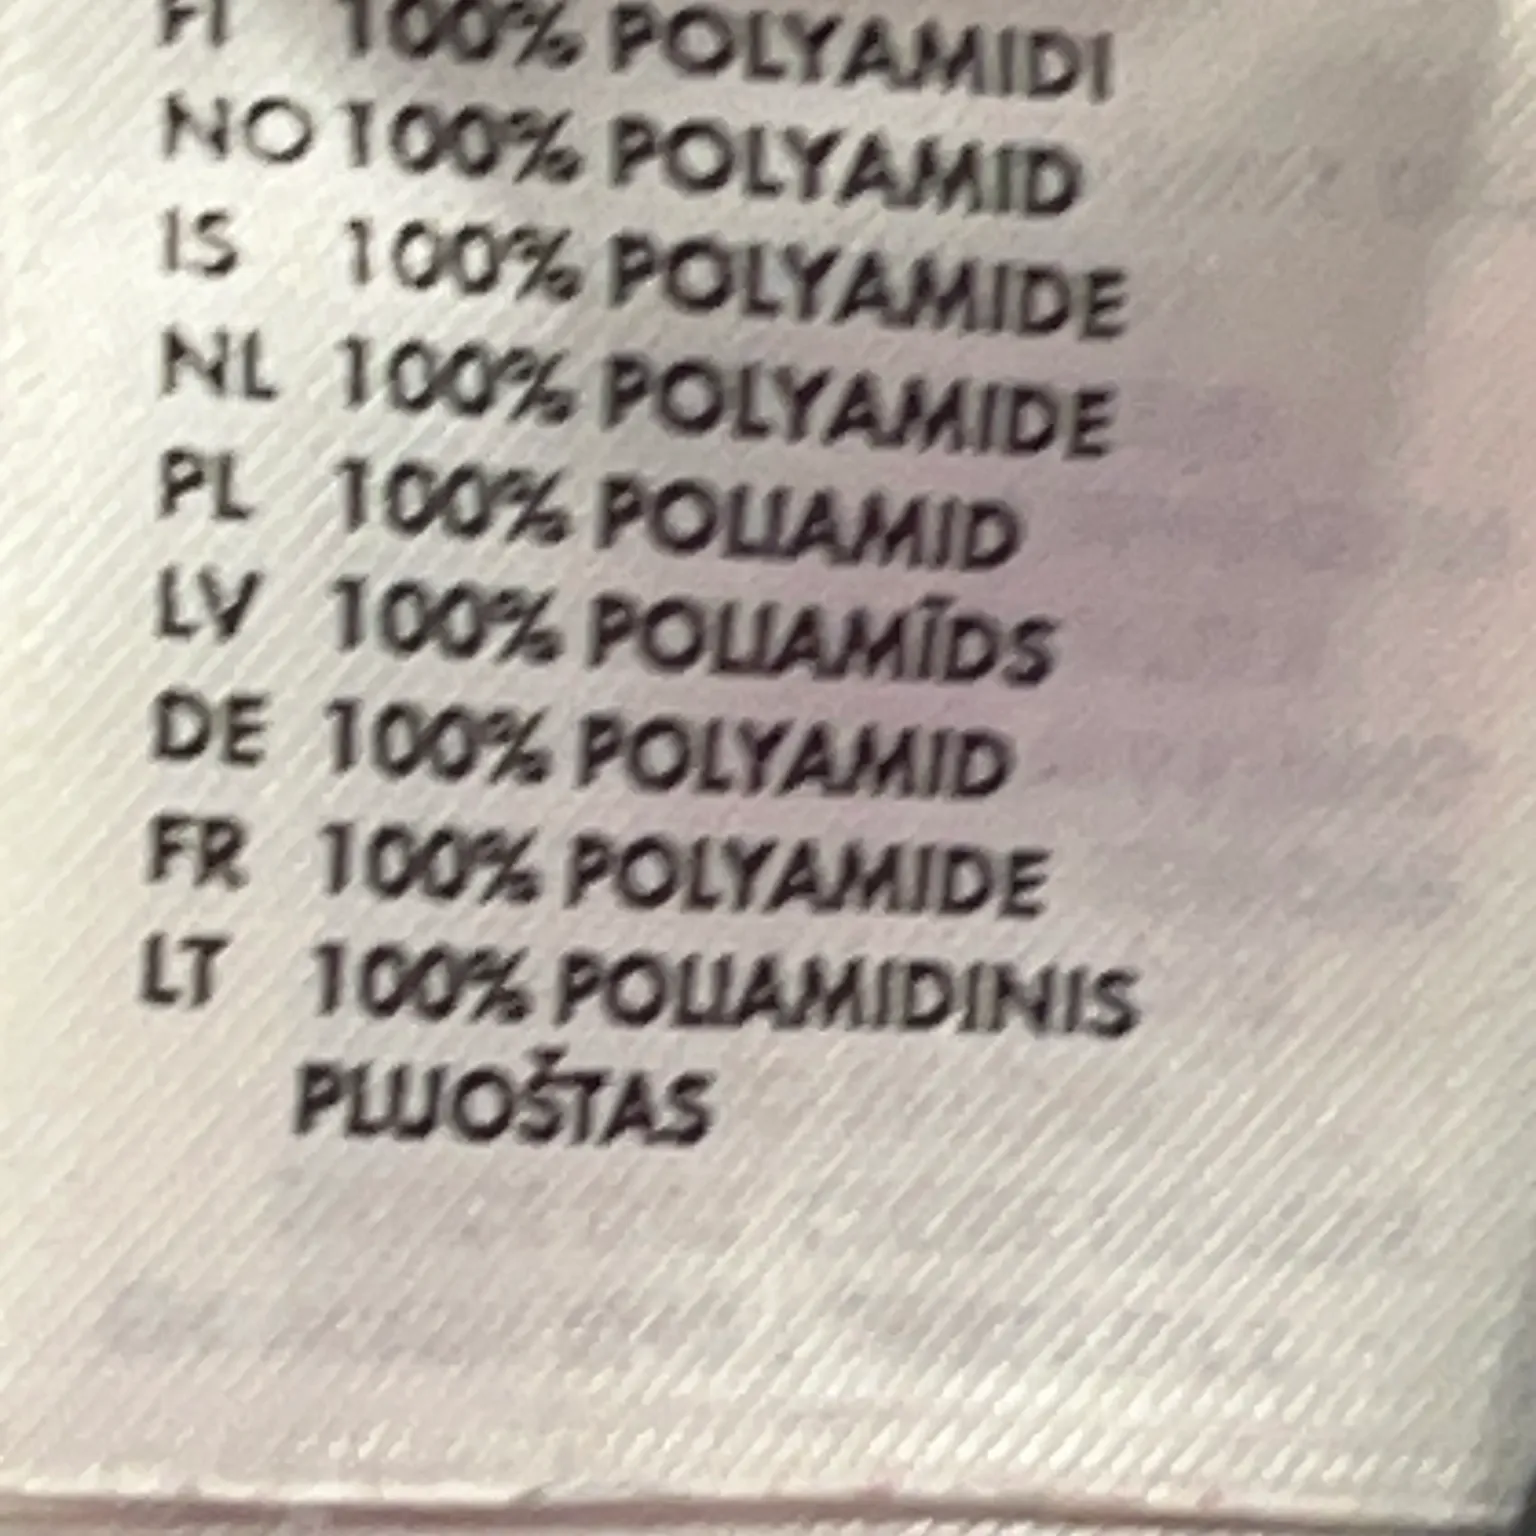 FI 100% POLYAMIDI
NO 100% POLYAMID
IS 100% POLYAMIDE
NL 100% POLYAMIDE
PL 100% POLIAMID
LV 100% POLIAMĪDS
DE 100% POLYAMID
FR 100% POLYAMIDE
LT 100% POLIAMIDINIS
PLUOŠTAS